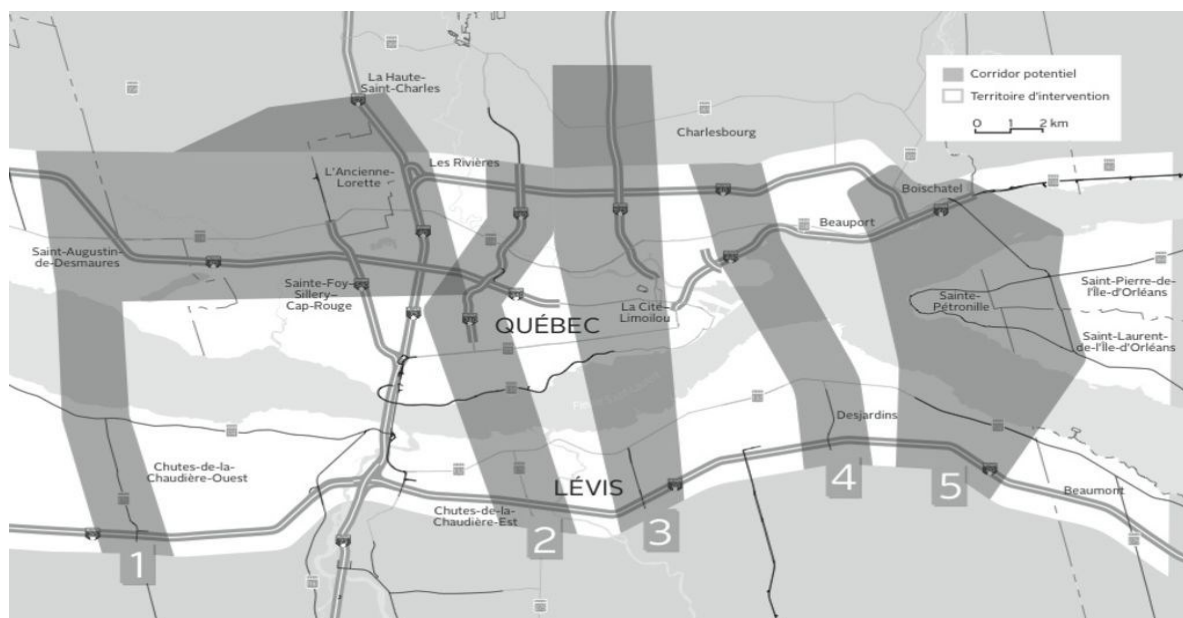 La Haute-
Saint-Charles
Corridor potentiel
Territoire d'intervention
0 1 2 km
Charlesbourg
Les Rivières
L'Ancienne-
Lorette
Boischatel
Beauport
Saint-Augustin-
de-Desmaures
Sainte-Foy-
Sillery-
Cap-Rouge
QUÉBEC
La Cité-
Limoilou
Sainte-
Pétronille
Saint-Pierre-de-
l'Île-d'Orléans
Saint-Laurent-
de-l'Île-d'Orléans
Desjardins
Chutes-de-la-
Chaudière-Ouest
LÉVIS
Chutes-de-la-
Chaudière-Est
Beaumont
1
2
3
4
5